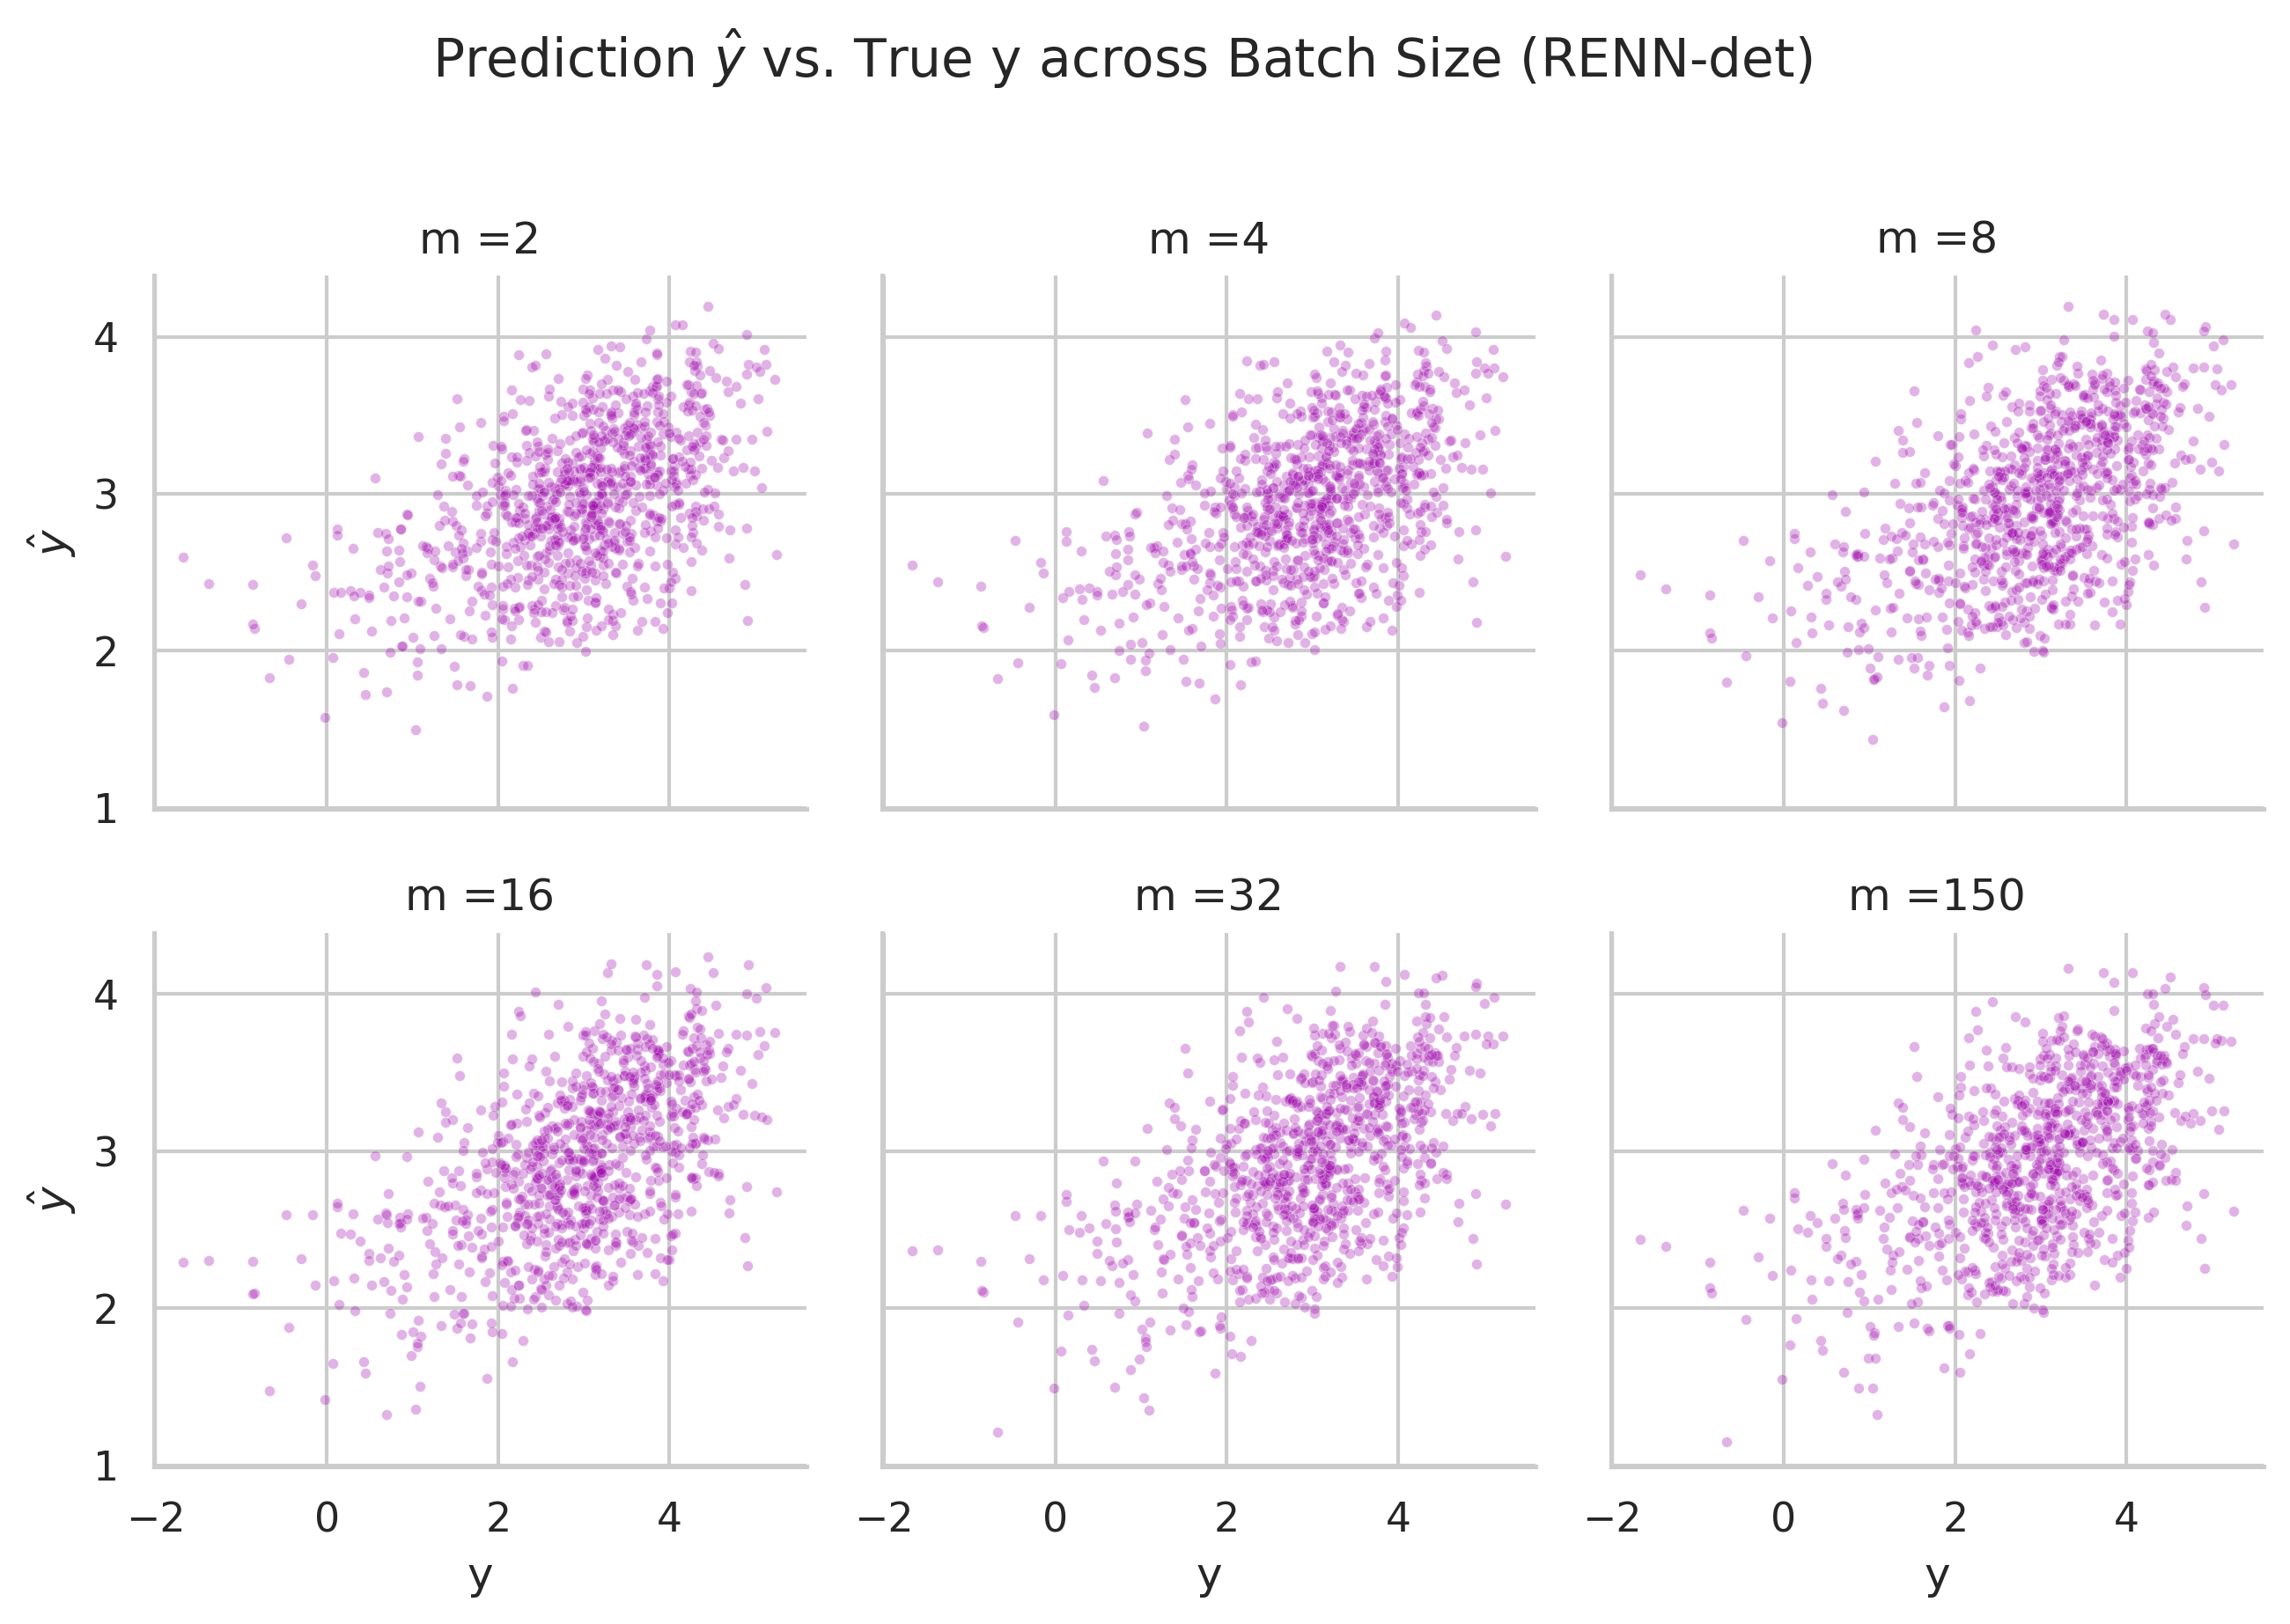 Prediction ŷ vs. True y across Batch Size (RENN-det)
m =2
m =4
m =8
4
3
2
1
ŷ
m =16
m =32
m =150
4
3
2
1
ŷ
−2 0 2 4
−2 0 2 4
−2 0 2 4
y
y
y